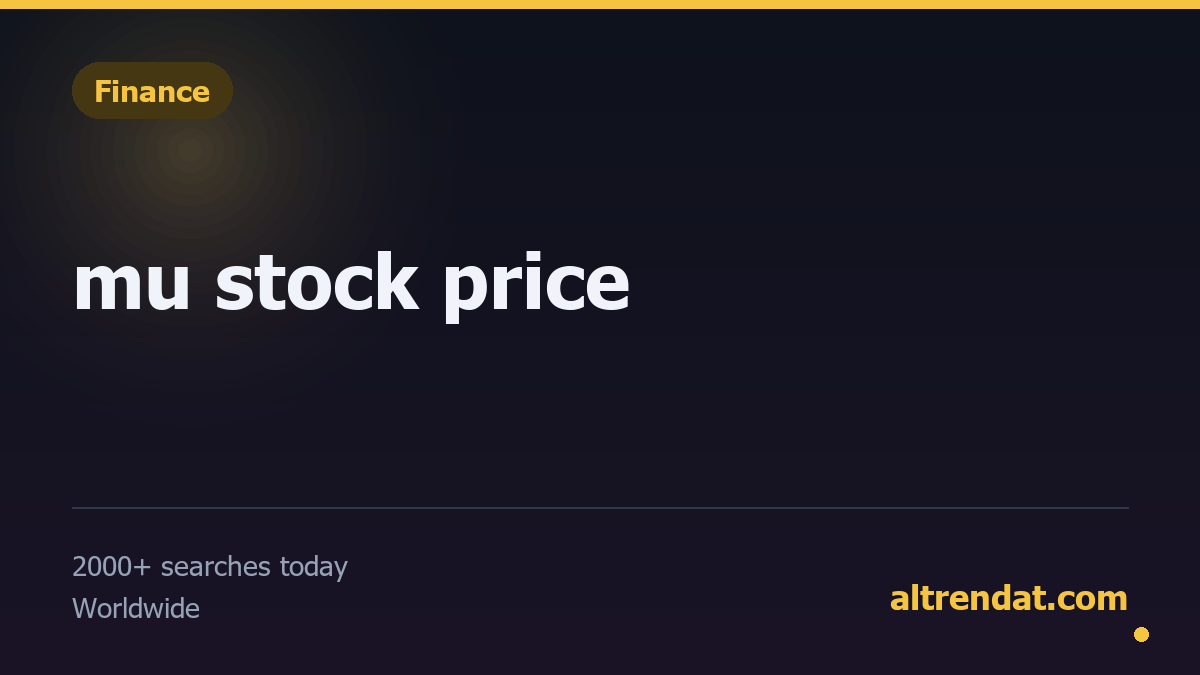 Finance
mu stock price
2000+ searches today
Worldwide
altrendat.com